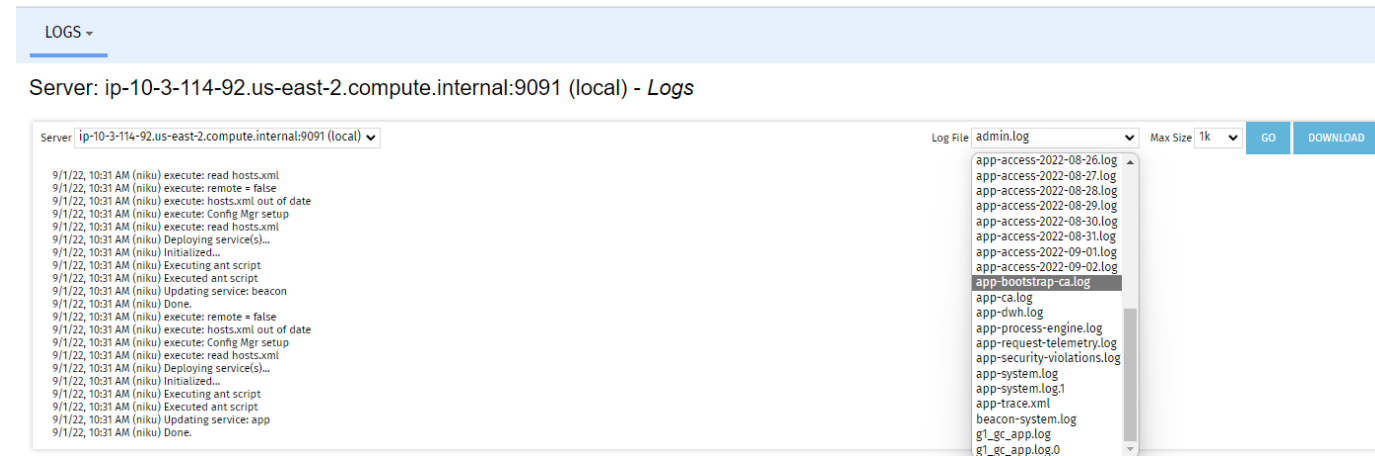 LOGS
Server: ip-10-3-114-92.us-east-2.compute.internal:9091 (local) - Logs
Server ip-10-3-114-92.us-east-2.compute.internal:9091 (local) Log File admin.log Max Size 1k GO DOWNLOAD
9/1/22, 10:31 AM (niku) execute: read hosts.xml
9/1/22, 10:31 AM (niku) execute: remote = false
9/1/22, 10:31 AM (niku) execute: hosts.xml out of date
9/1/22, 10:31 AM (niku) execute: Config Mgr setup
9/1/22, 10:31 AM (niku) execute: read hosts.xml
9/1/22, 10:31 AM (niku) Deploying service(s)...
9/1/22, 10:31 AM (niku) Initialized...
9/1/22, 10:31 AM (niku) Executing ant script
9/1/22, 10:31 AM (niku) Executed ant script
9/1/22, 10:31 AM (niku) Updating service: beacon
9/1/22, 10:31 AM (niku) Done.
9/1/22, 10:31 AM (niku) execute: remote = false
9/1/22, 10:31 AM (niku) execute: hosts.xml out of date
9/1/22, 10:31 AM (niku) execute: Config Mgr setup
9/1/22, 10:31 AM (niku) execute: read hosts.xml
9/1/22, 10:31 AM (niku) Deploying service(s)...
9/1/22, 10:31 AM (niku) Initialized...
9/1/22, 10:31 AM (niku) Executing ant script
9/1/22, 10:31 AM (niku) Executed ant script
9/1/22, 10:31 AM (niku) Updating service: app
9/1/22, 10:31 AM (niku) Done.
app-access-2022-08-26.log
app-access-2022-08-27.log
app-access-2022-08-28.log
app-access-2022-08-29.log
app-access-2022-08-30.log
app-access-2022-08-31.log
app-access-2022-09-01.log
app-access-2022-09-02.log
app-bootstrap-ca.log
app-ca.log
app-dwh.log
app-process-engine.log
app-request-telemetry.log
app-security-violations.log
app-system.log
app-system.log.1
app-trace.xml
beacon-system.log
g1_gc_app.log
g1_gc_app.log.0